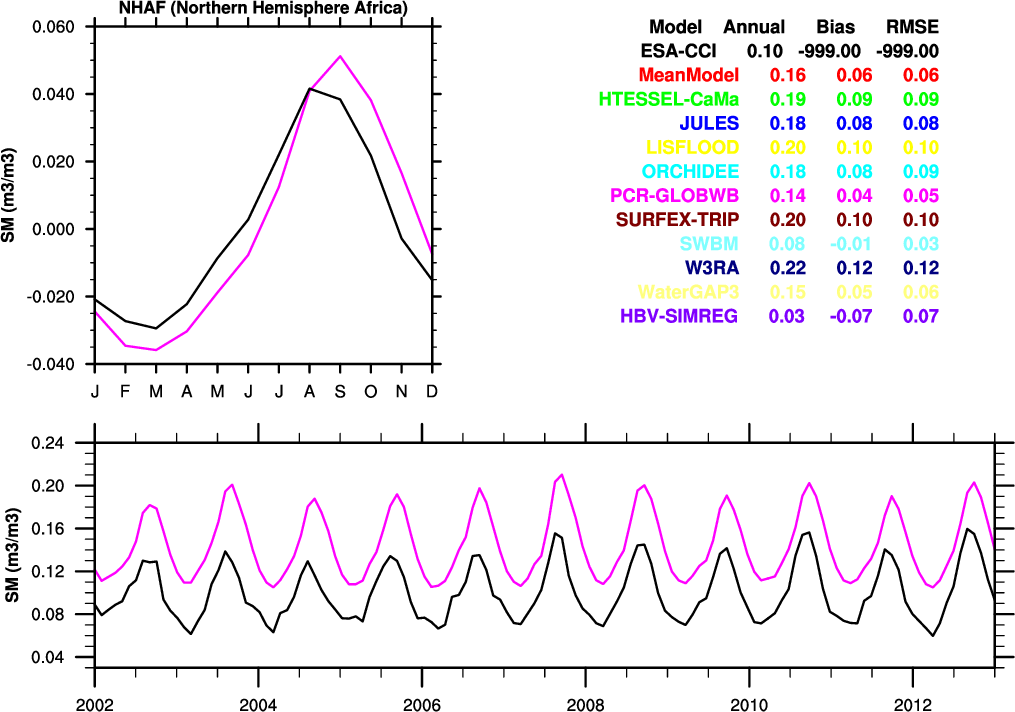 NHAF (Northern Hemisphere Africa)
0.060
0.040
0.020
0.000
-0.020
-0.040
SM (m3/m3)
J F M A M J J A S O N D
Model Annual Bias RMSE
ESA-CCI 0.10 -999.00 -999.00
MeanModel 0.16 0.06 0.06
HTESSEL-CaMa 0.19 0.09 0.09
JULES 0.18 0.08 0.08
LISFLOOD 0.20 0.10 0.10
ORCHIDEE 0.18 0.08 0.09
PCR-GLOBWB 0.14 0.04 0.05
SURFEX-TRIP 0.20 0.10 0.10
SWBM 0.08 -0.01 0.03
W3RA 0.22 0.12 0.12
WaterGAP3 0.15 0.05 0.06
HBV-SIMREG 0.03 -0.07 0.07
0.24
0.20
0.16
0.12
0.08
0.04
SM (m3/m3)
2002 2004 2006 2008 2010 2012